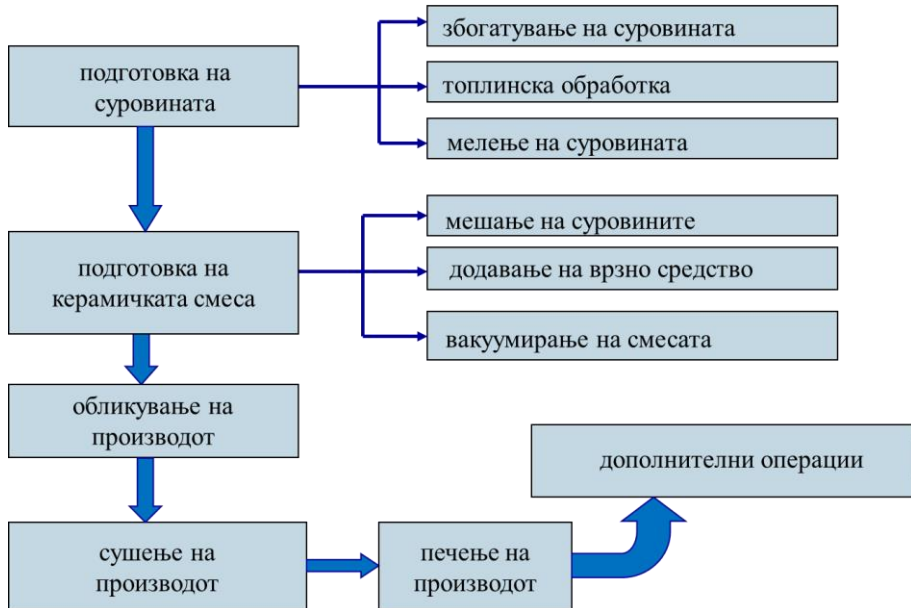 подготовка на
суровината
збогатување на суровината
топлинска обработка
мелење на суровината
подготовка на
керамичката смеса
мешање на суровините
додавање на врзно средство
вакуумирање на смесата
обликување на
производот
дополнителни операции
сушење на
производот
печење на
производот